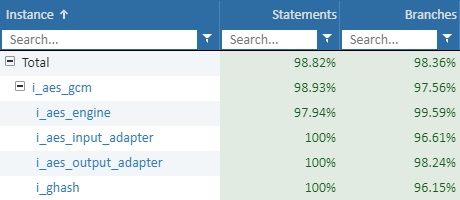 Instance ↑ Statements Branches
Search... Search... Search...
Total 98.82% 98.36%
i_aes_gcm 98.93% 97.56%
i_aes_engine 97.94% 99.59%
i_aes_input_adapter 100% 96.61%
i_aes_output_adapter 100% 98.24%
i_ghash 100% 96.15%